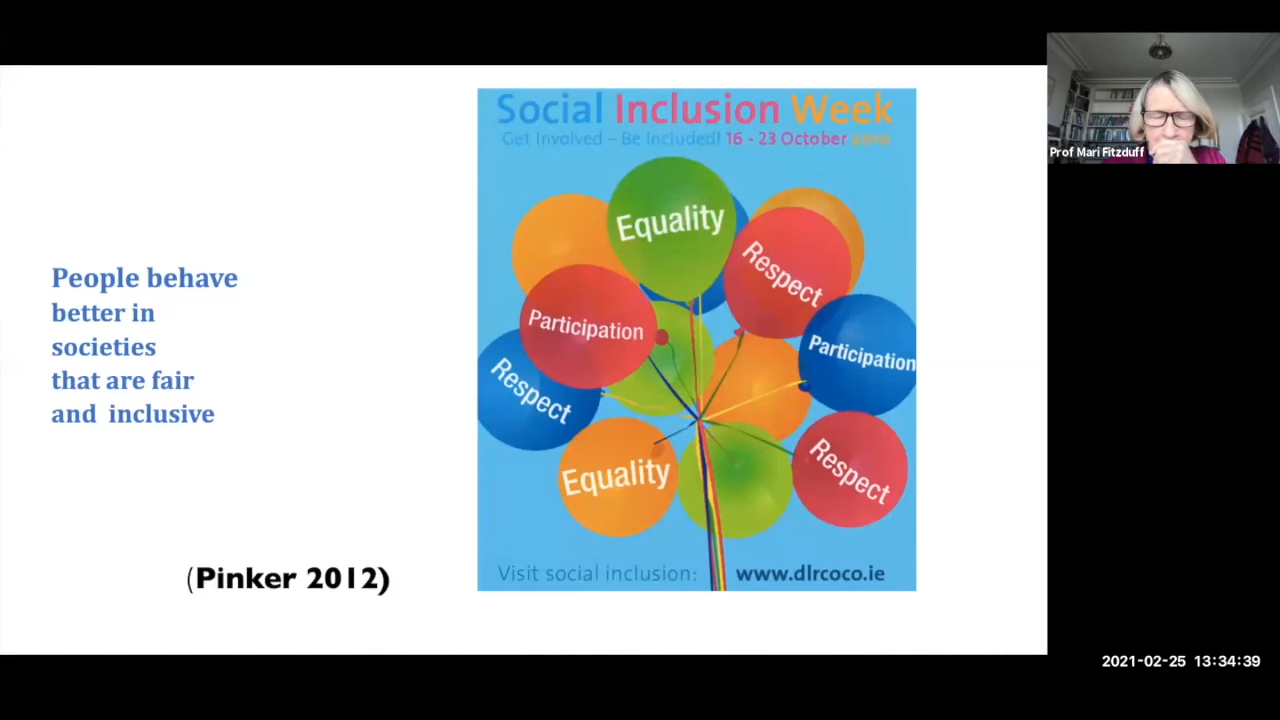 People behave
better in
societies
that are fair
and inclusive
(Pinker 2012)
Social Inclusion Week
Get Involved – Be Included! 16 - 23 October 2010
Equality
Respect
Participation
Participation
Respect
Equality
Respect
Visit social inclusion: www.dlrcoco.ie
Prof Mari Fitzduff
2021-02-25 13:34:39